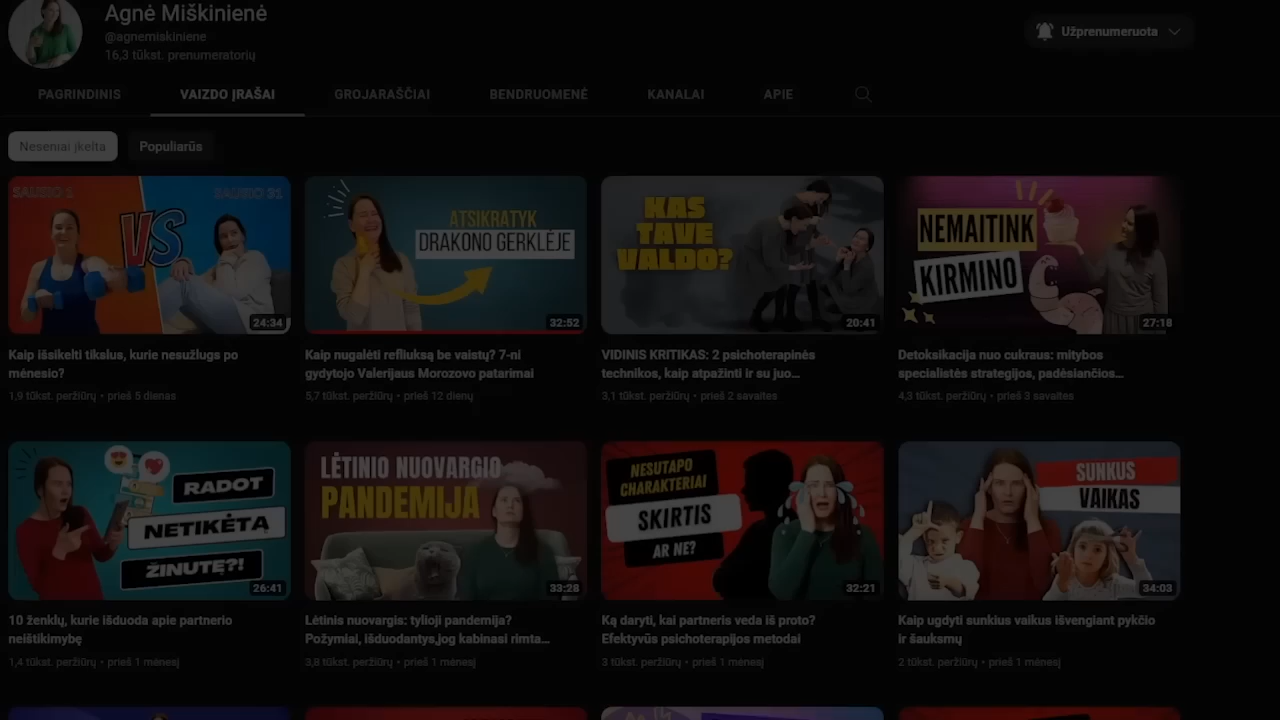 Agnė Miškinienė
@agnemiskiniene
16,3 tūkst. prenumeratorių
Užprenumeruota
PAGRINDINIS VAIZDO ĮRAŠAI GROJARAŠČIAI BENDRUOMENĖ KANALAI APIE
Neseniai įkelta Populiarūs
SAUSIO 1 SAUSIO 31
VS
24:34
ATSIKRATYK
DRAKONO GERKLĖJE
32:52
KAS
TAVE
VALDO?
20:41
NEMAITINK
KIRMINO
27:18
Kaip išsikelti tikslus, kurie nesužlugs po
mėnesio?
1,9 tūkst. peržiūrų • prieš 5 dienas
Kaip nugalėti refliuksą be vaistų? 7-ni
gydytojo Valerijaus Morozovo patarimai
5,7 tūkst. peržiūrų • prieš 12 dienų
VIDINIS KRITIKAS: 2 psichoterapinės
technikos, kaip atpažinti ir su juo...
3,1 tūkst. peržiūrų • prieš 2 savaites
Detoksikacija nuo cukraus: mitybos
specialistės strategijos, padėsiančios...
4,3 tūkst. peržiūrų • prieš 3 savaites
RADOT
NETIKĖTĄ
ŽINUTĘ?!
26:41
LĖTINIO NUOVARGIO
PANDEMIJA
33:28
NESUTAPO
CHARAKTERIAI
SKIRTIS
AR NE?
32:21
SUNKUS
VAIKAS
34:03
10 ženklų, kurie išduoda apie partnerio
neištikimybę
1,4 tūkst. peržiūrų • prieš 1 mėnesį
Lėtinis nuovargis: tylioji pandemija?
Požymiai, išduodantys,jog kabinasi rimta...
3,8 tūkst. peržiūrų • prieš 1 mėnesį
Ką daryti, kai partneris veda iš proto?
Efektyvūs psichoterapijos metodai
3 tūkst. peržiūrų • prieš 1 mėnesį
Kaip ugdyti sunkius vaikus išvengiant pykčio
ir šauksmų
2 tūkst. peržiūrų • prieš 1 mėnesį